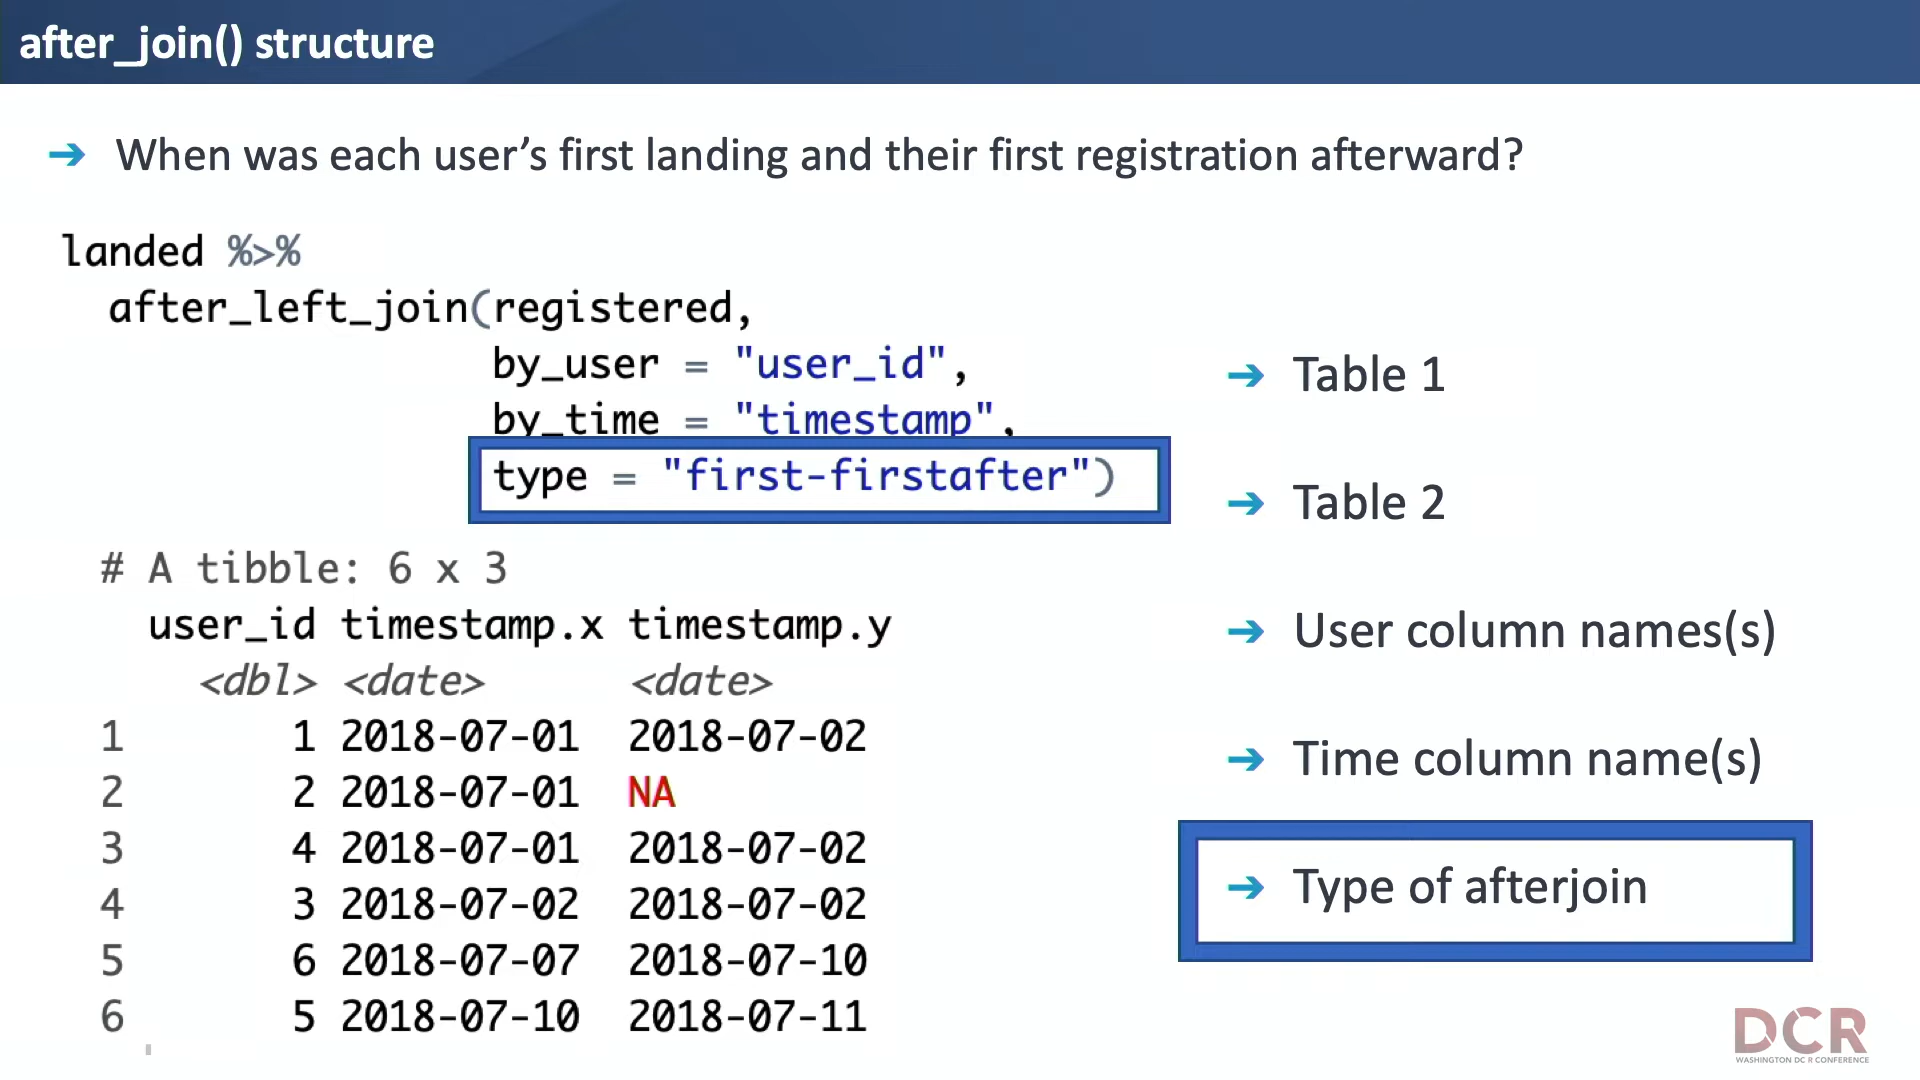 after_join() structure
➔ When was each user’s first landing and their first registration afterward?
landed %>%
after_left_join(registered,
by_user = "user_id",
by_time = "timestamp",
type = "first-firstafter")
# A tibble: 6 x 3
user_id timestamp.x timestamp.y
<dbl> <date> <date>
1 1 2018-07-01 2018-07-02
2 2 2018-07-01 NA
3 4 2018-07-01 2018-07-02
4 3 2018-07-02 2018-07-02
5 6 2018-07-07 2018-07-10
6 5 2018-07-10 2018-07-11
➔ Table 1
➔ Table 2
➔ User column names(s)
➔ Time column name(s)
➔ Type of afterjoin
DCR
WASHINGTON DC R CONFERENCE